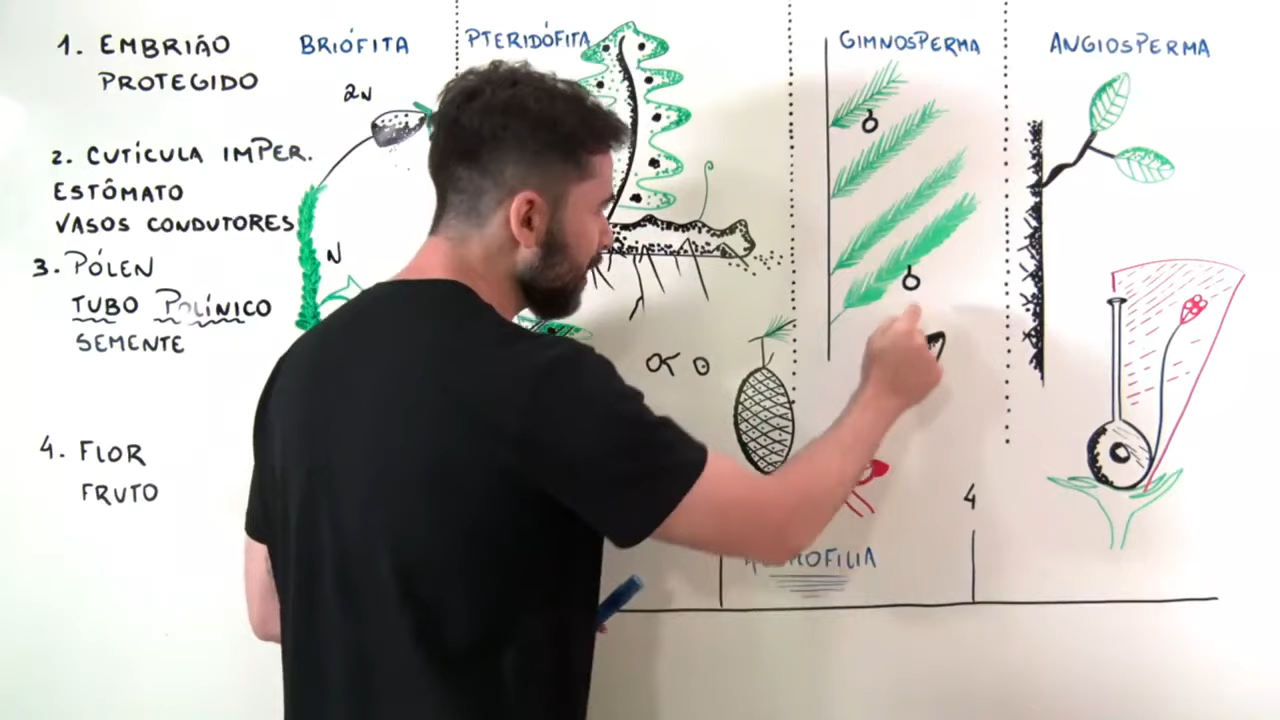 1. EMBRIÃO
PROTEGIDO
2. CUTÍCULA IMPER.
ESTÔMATO
VASOS CONDUTORES
3. PÓLEN
TUBO POLÍNICO
SEMENTE
4. FLOR
FRUTO
BRIÓFITA
2N
N
PTERIDÓFITA
GIMNOSPERMA
ANGIOSPERMA
4